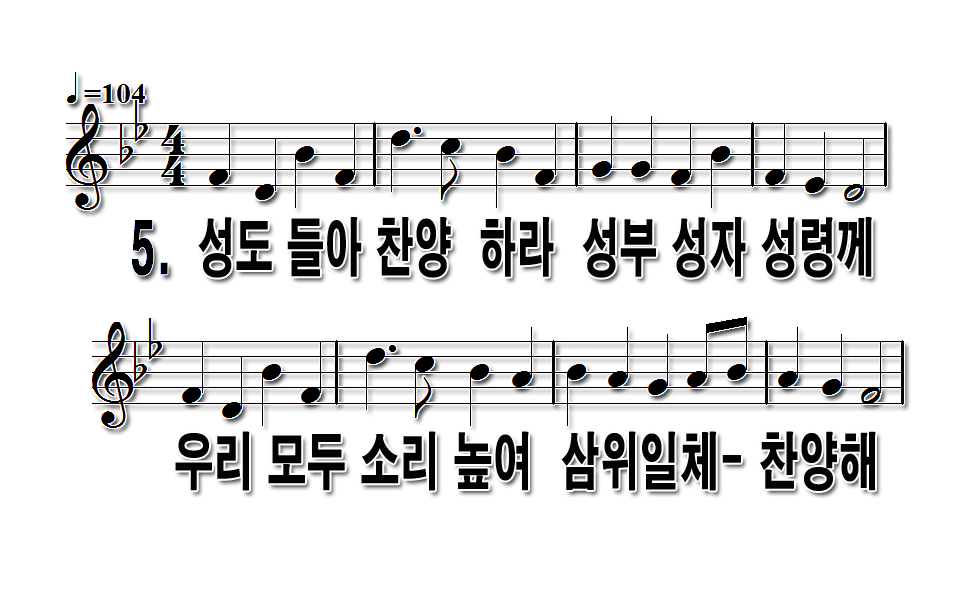 ♩=104
5. 성도 들아 찬양 하라 성부 성자 성령께
우리 모두 소리 높여 삼위일체- 찬양해